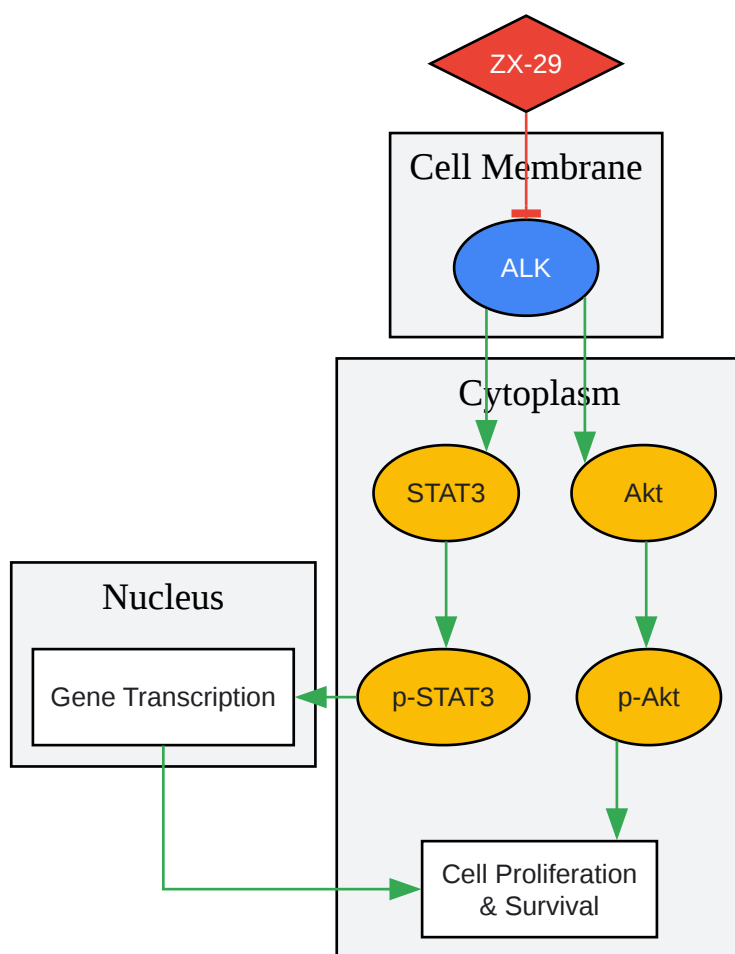 ZX-29
Cell Membrane
ALK
Cytoplasm
STAT3
Akt
Nucleus
Gene Transcription
p-STAT3
p-Akt
Cell Proliferation
& Survival